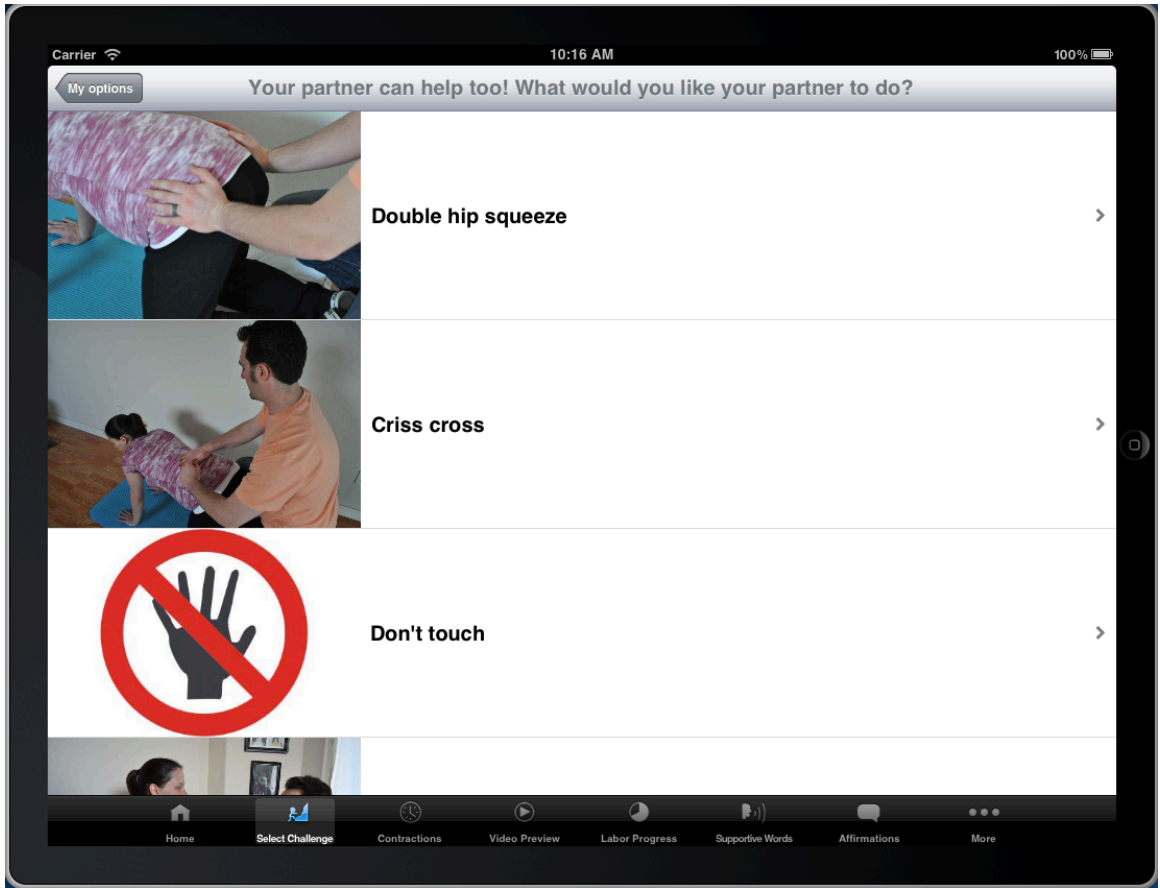 Carrier
10:16 AM
100%
My options
Your partner can help too! What would you like your partner to do?
Double hip squeeze
Criss cross
Don't touch
Home
Select Challenge
Contractions
Video Preview
Labor Progress
Supportive Words
Affirmations
More